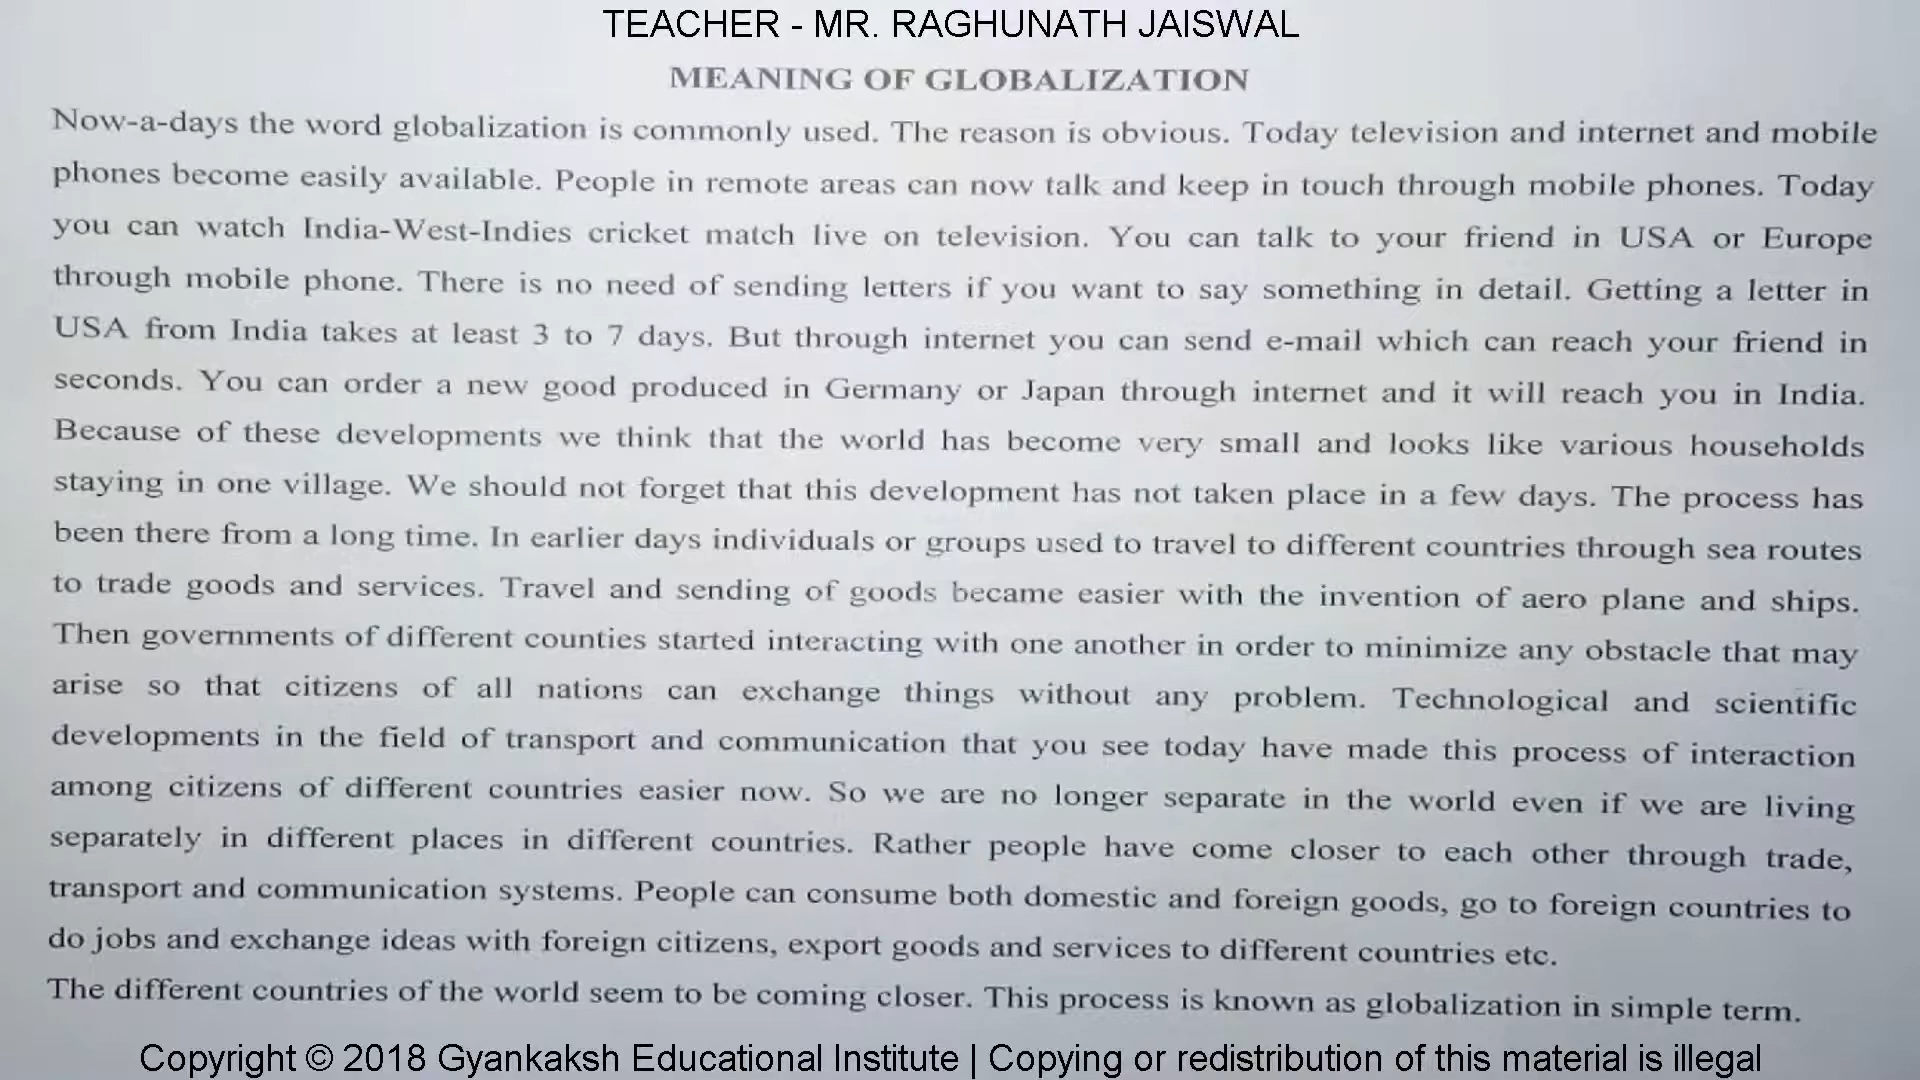 TEACHER - MR. RAGHUNATH JAISWAL
MEANING OF GLOBALIZATION
Now-a-days the word globalization is commonly used. The reason is obvious. Today television and internet and mobile
phones become easily available. People in remote areas can now talk and keep in touch through mobile phones. Today
you can watch India-West-Indies cricket match live on television. You can talk to your friend in USA or Europe
through mobile phone. There is no need of sending letters if you want to say something in detail. Getting a letter in
USA from India takes at least 3 to 7 days. But through internet you can send e-mail which can reach your friend in
seconds. You can order a new good produced in Germany or Japan through internet and it will reach you in India.
Because of these developments we think that the world has become very small and looks like various households
staying in one village. We should not forget that this development has not taken place in a few days. The process has
been there from a long time. In earlier days individuals or groups used to travel to different countries through sea routes
to trade goods and services. Travel and sending of goods became easier with the invention of aero plane and ships.
Then governments of different counties started interacting with one another in order to minimize any obstacle that may
arise so that citizens of all nations can exchange things without any problem. Technological and scientific
developments in the field of transport and communication that you see today have made this process of interaction
among citizens of different countries easier now. So we are no longer separate in the world even if we are living
separately in different places in different countries. Rather people have come closer to each other through trade,
transport and communication systems. People can consume both domestic and foreign goods, go to foreign countries to
do jobs and exchange ideas with foreign citizens, export goods and services to different countries etc.
The different countries of the world seem to be coming closer. This process is known as globalization in simple term.
Copyright © 2018 Gyankaksh Educational Institute | Copying or redistribution of this material is illegal